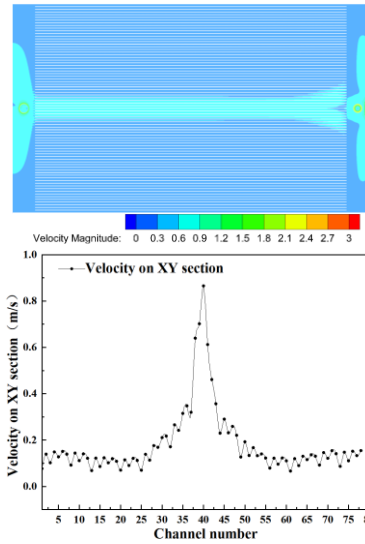 Velocity Magnitude: 0 0.3 0.6 0.9 1.2 1.5 1.8 2.1 2.4 2.7 3
1.0
Velocity on XY section
0.8
0.6
0.4
0.2
0.0
Velocity on XY section（m/s）
5 10 15 20 25 30 35 40 45 50 55 60 65 70 75
Channel number